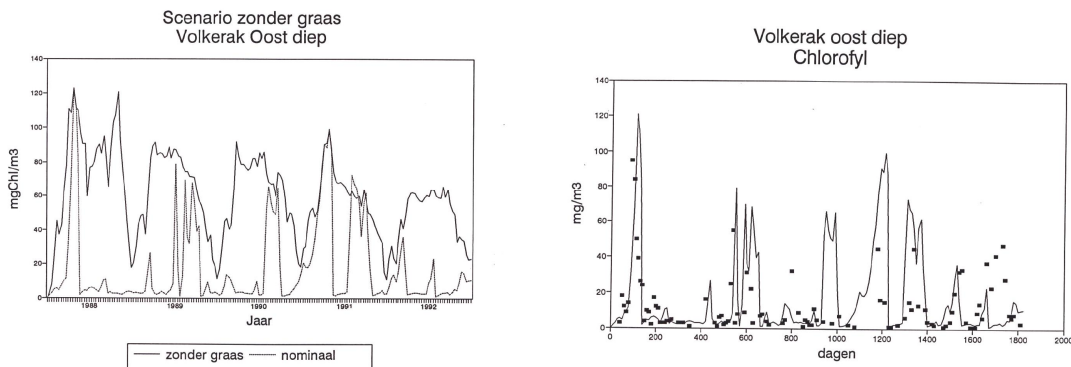 Scenario zonder graas
Volkerak Oost diep
140
120
100
80
60
40
20
0
mgChl/m3
1988 1989 1990 1991 1992
Jaar
zonder graas nominaal
Volkerak oost diep
Chlorofyl
140
120
100
80
60
40
20
0
mg/m3
0 200 400 600 800 1000 1200 1400 1600 1800 2000
dagen